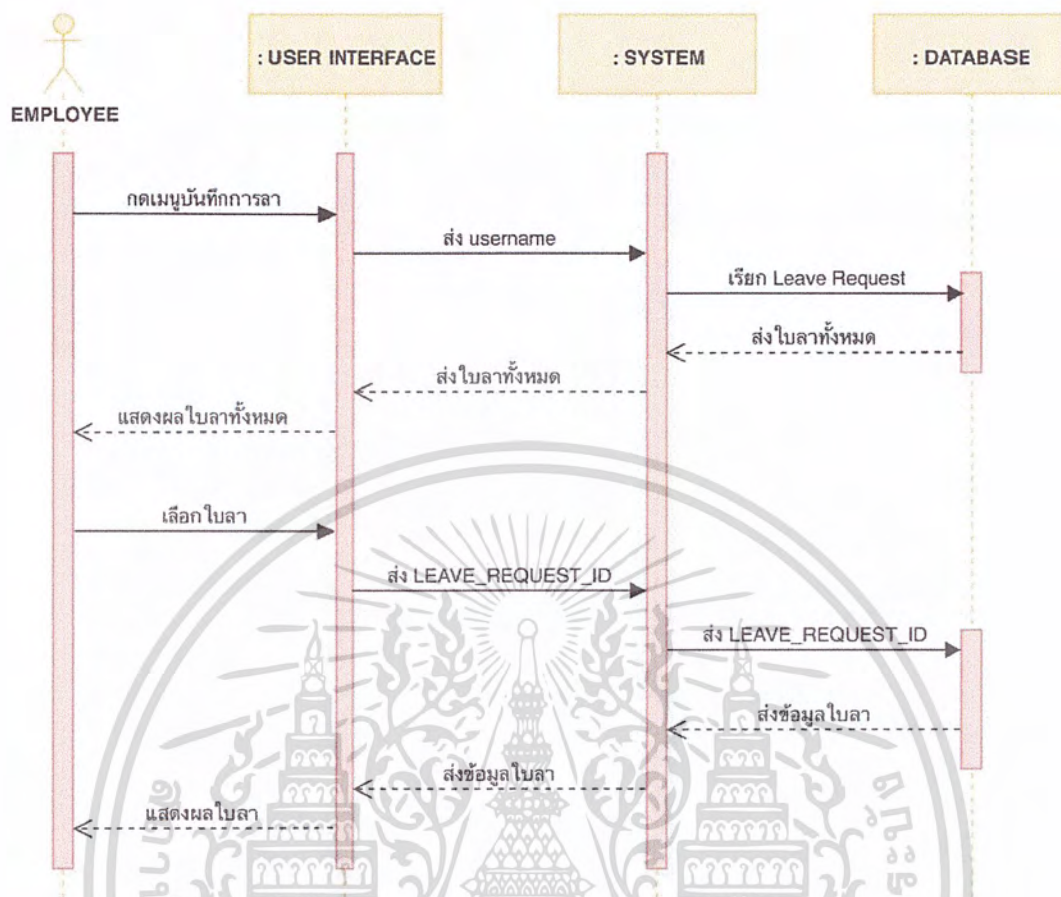 : USER INTERFACE
: SYSTEM
: DATABASE
EMPLOYEE
กดเมนูบันทึกการลา
ส่ง username
เรียก Leave Request
ส่งใบลาทั้งหมด
ส่งใบลาทั้งหมด
แสดงผลใบลาทั้งหมด
เลือกใบลา
ส่ง LEAVE_REQUEST_ID
ส่ง LEAVE_REQUEST_ID
ส่งข้อมูลใบลา
ส่งข้อมูลใบลา
แสดงผลใบลา